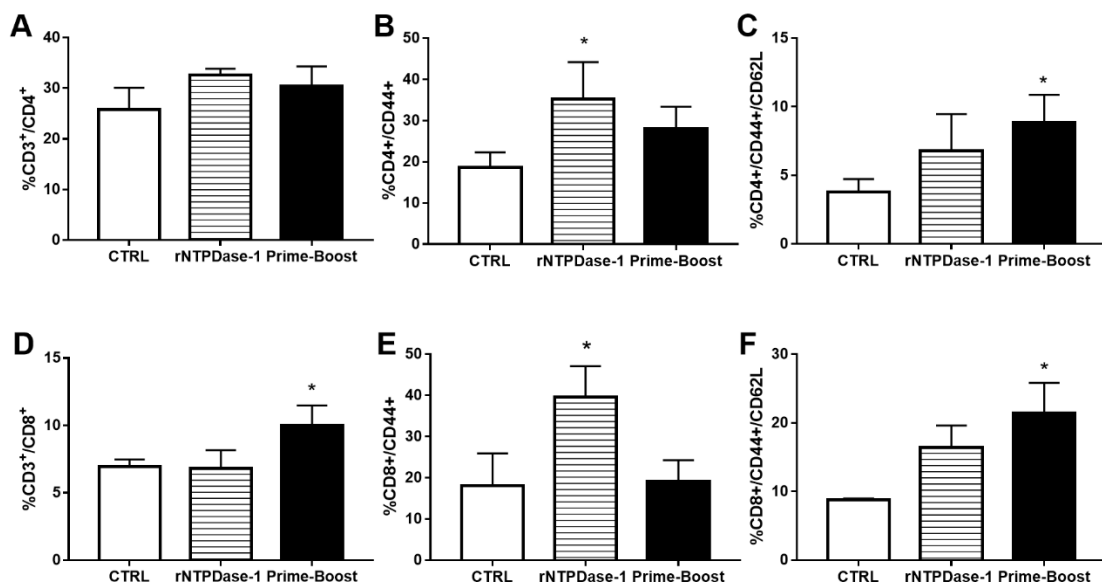 A
%CD3⁺/CD4⁺
40
30
20
10
0
CTRL rNTPDase-1 Prime-Boost
B
%CD4+/CD44+
50
40
30
20
10
0
*
CTRL rNTPDase-1 Prime-Boost
C
%CD4+/CD44+/CD62L
15
10
5
0
*
CTRL rNTPDase-1 Prime-Boost
D
%CD3⁺/CD8⁺
15
10
5
0
*
CTRL rNTPDase-1 Prime-Boost
E
%CD8+/CD44+
50
40
30
20
10
0
*
CTRL rNTPDase-1 Prime-Boost
F
%CD8+/CD44+/CD62L
30
20
10
0
*
CTRL rNTPDase-1 Prime-Boost